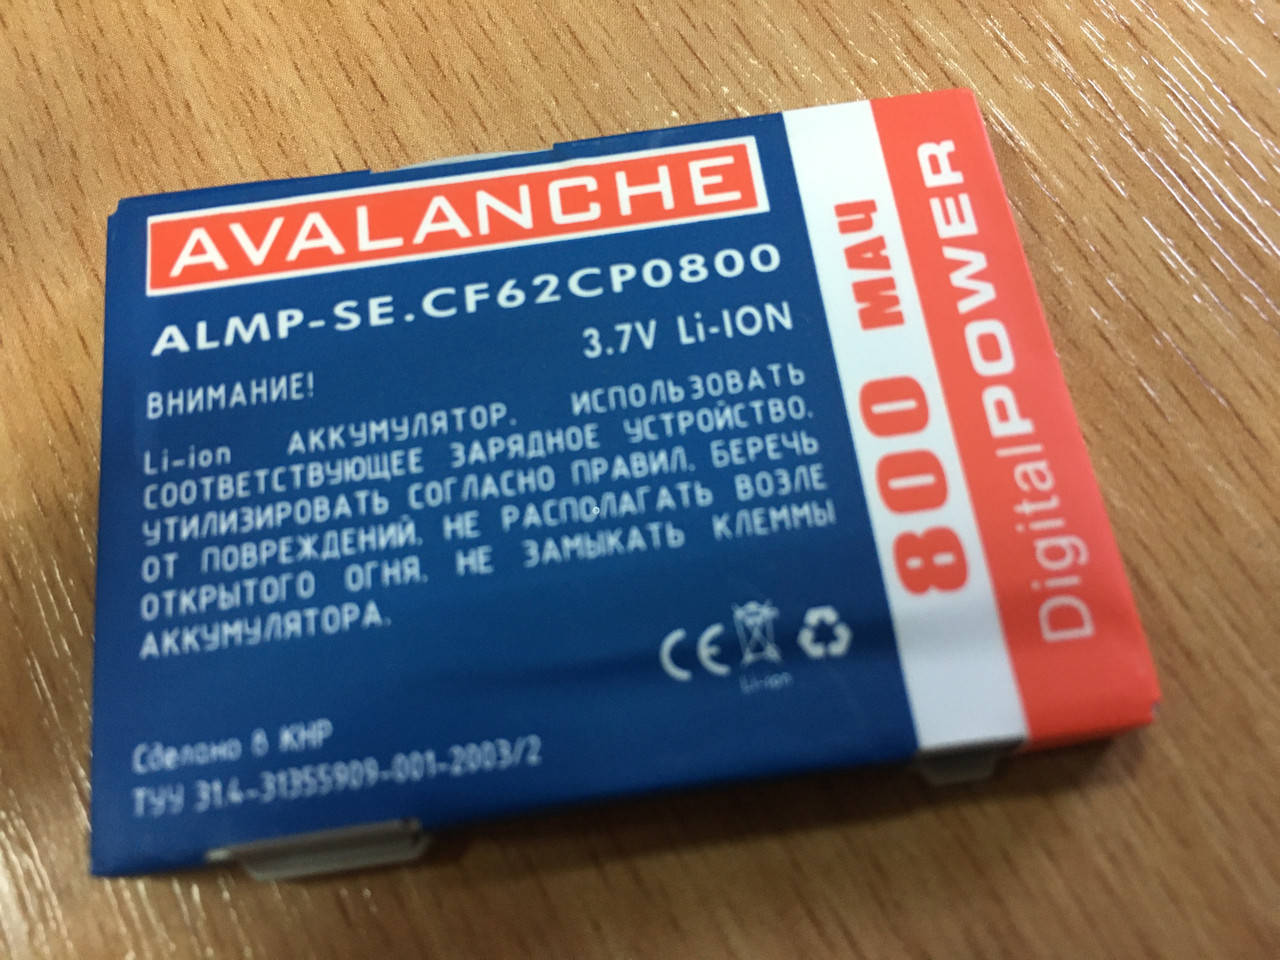 AVALANCHE
ALMP-SE.CF62CP0800
3.7V Li-ION
ВНИМАНИЕ!
Li-ion АККУМУЛЯТОР. ИСПОЛЬЗОВАТЬ
СООТВЕТСТВУЮЩЕЕ ЗАРЯДНОЕ УСТРОЙСТВО.
УТИЛИЗИРОВАТЬ СОГЛАСНО ПРАВИЛ. БЕРЕЧЬ
ОТ ПОВРЕЖДЕНИЙ. НЕ РАСПОЛАГАТЬ ВОЗЛЕ
ОТКРЫТОГО ОГНЯ. НЕ ЗАМЫКАТЬ КЛЕММЫ
АККУМУЛЯТОРА.
CE
Li-ion
Сделано в КНР
ТУУ 31.4-31355909-001-2003/2
800 МАЧ
DigitalPOWER